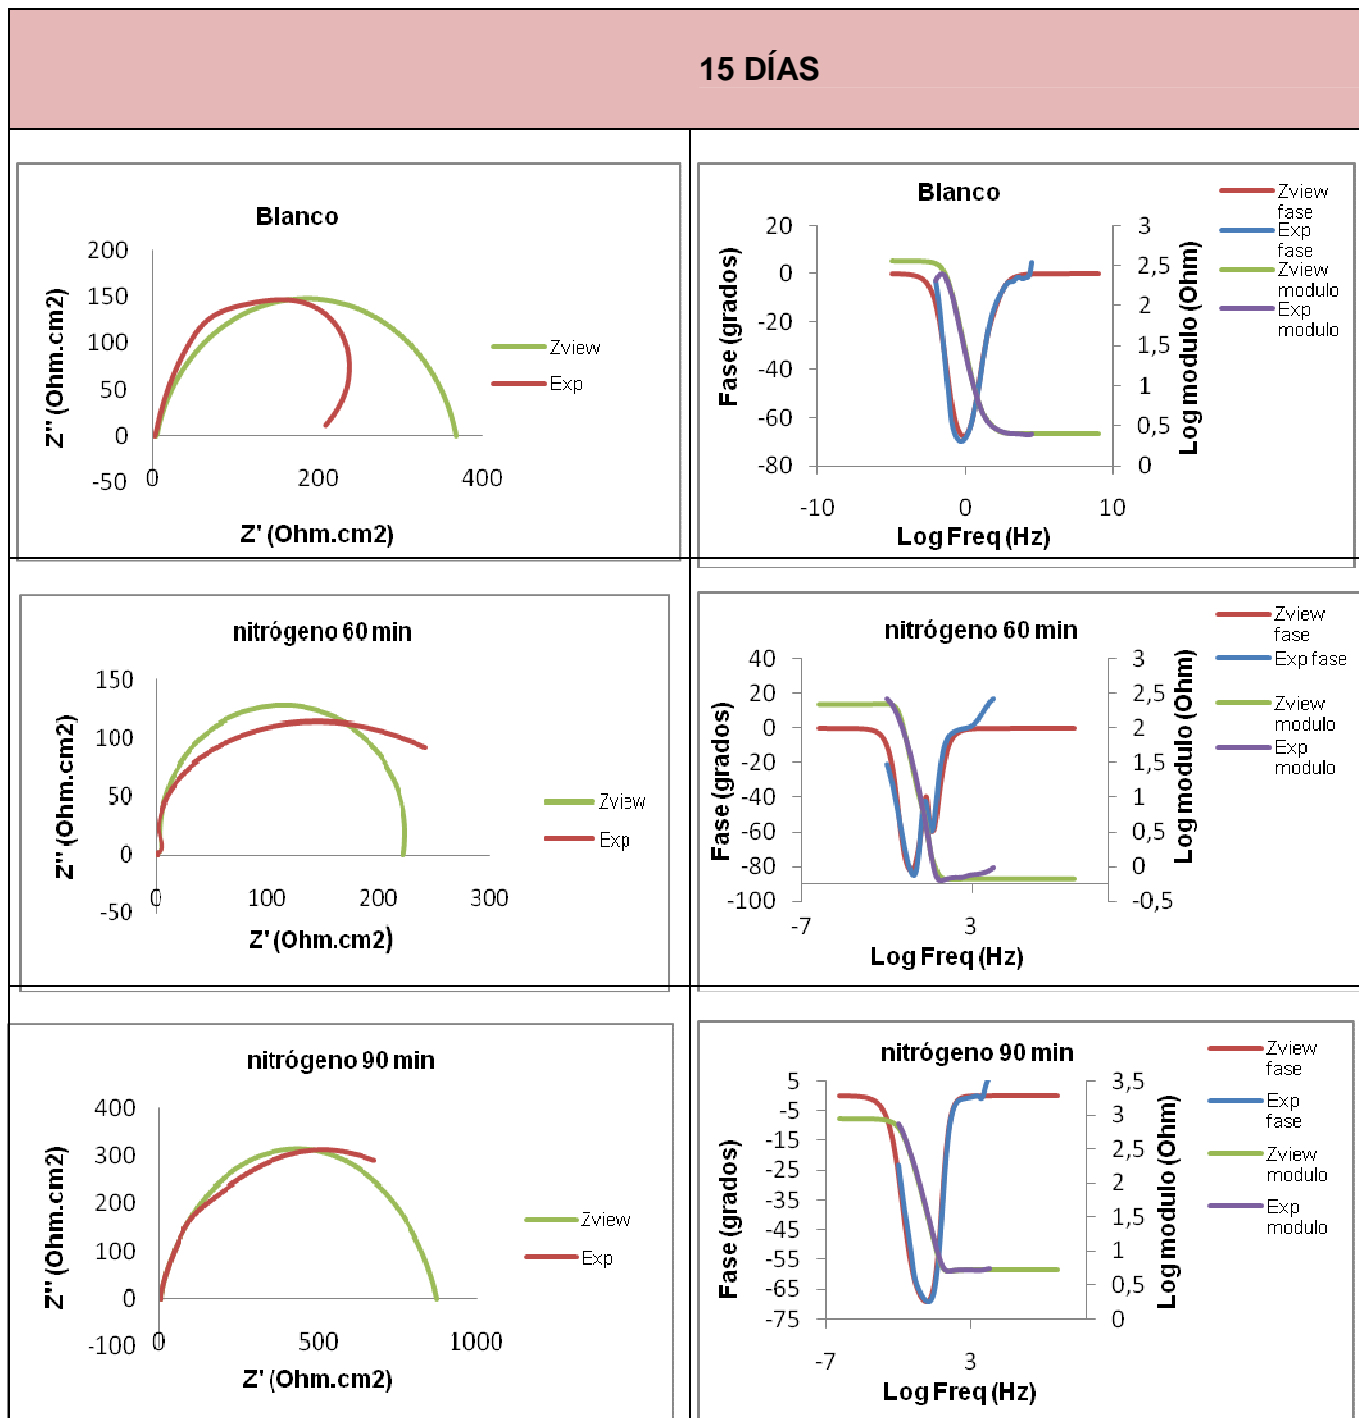 15 DÍAS
Blanco
Z'' (Ohm.cm2)
200
150
100
50
0
-50
0
200
400
Z' (Ohm.cm2)
Zview
Exp
Blanco
Fase (grados)
20
0
-20
-40
-60
-80
-10
0
10
Log Freq (Hz)
3
2,5
2
1,5
1
0,5
0
Log modulo (Ohm)
Zview
fase
Exp
fase
Zview
modulo
Exp
modulo
nitrógeno 60 min
Z'' (Ohm.cm2)
150
100
50
0
-50
0
100
200
300
Z' (Ohm.cm2)
Zview
Exp
nitrógeno 60 min
Fase (grados)
40
20
0
-20
-40
-60
-80
-100
-7
3
Log Freq (Hz)
3
2,5
2
1,5
1
0,5
0
-0,5
Log modulo (Ohm)
Zview
fase
Exp fase
Zview
modulo
Exp
modulo
nitrógeno 90 min
Z'' (Ohm.cm2)
400
300
200
100
0
-100
0
500
1000
Z' (Ohm.cm2)
Zview
Exp
nitrógeno 90 min
Fase (grados)
5
-5
-15
-25
-35
-45
-55
-65
-75
-7
3
Log Freq (Hz)
3,5
3
2,5
2
1,5
1
0,5
0
Log modulo (Ohm)
Zview
fase
Exp
fase
Zview
modulo
Exp
modulo